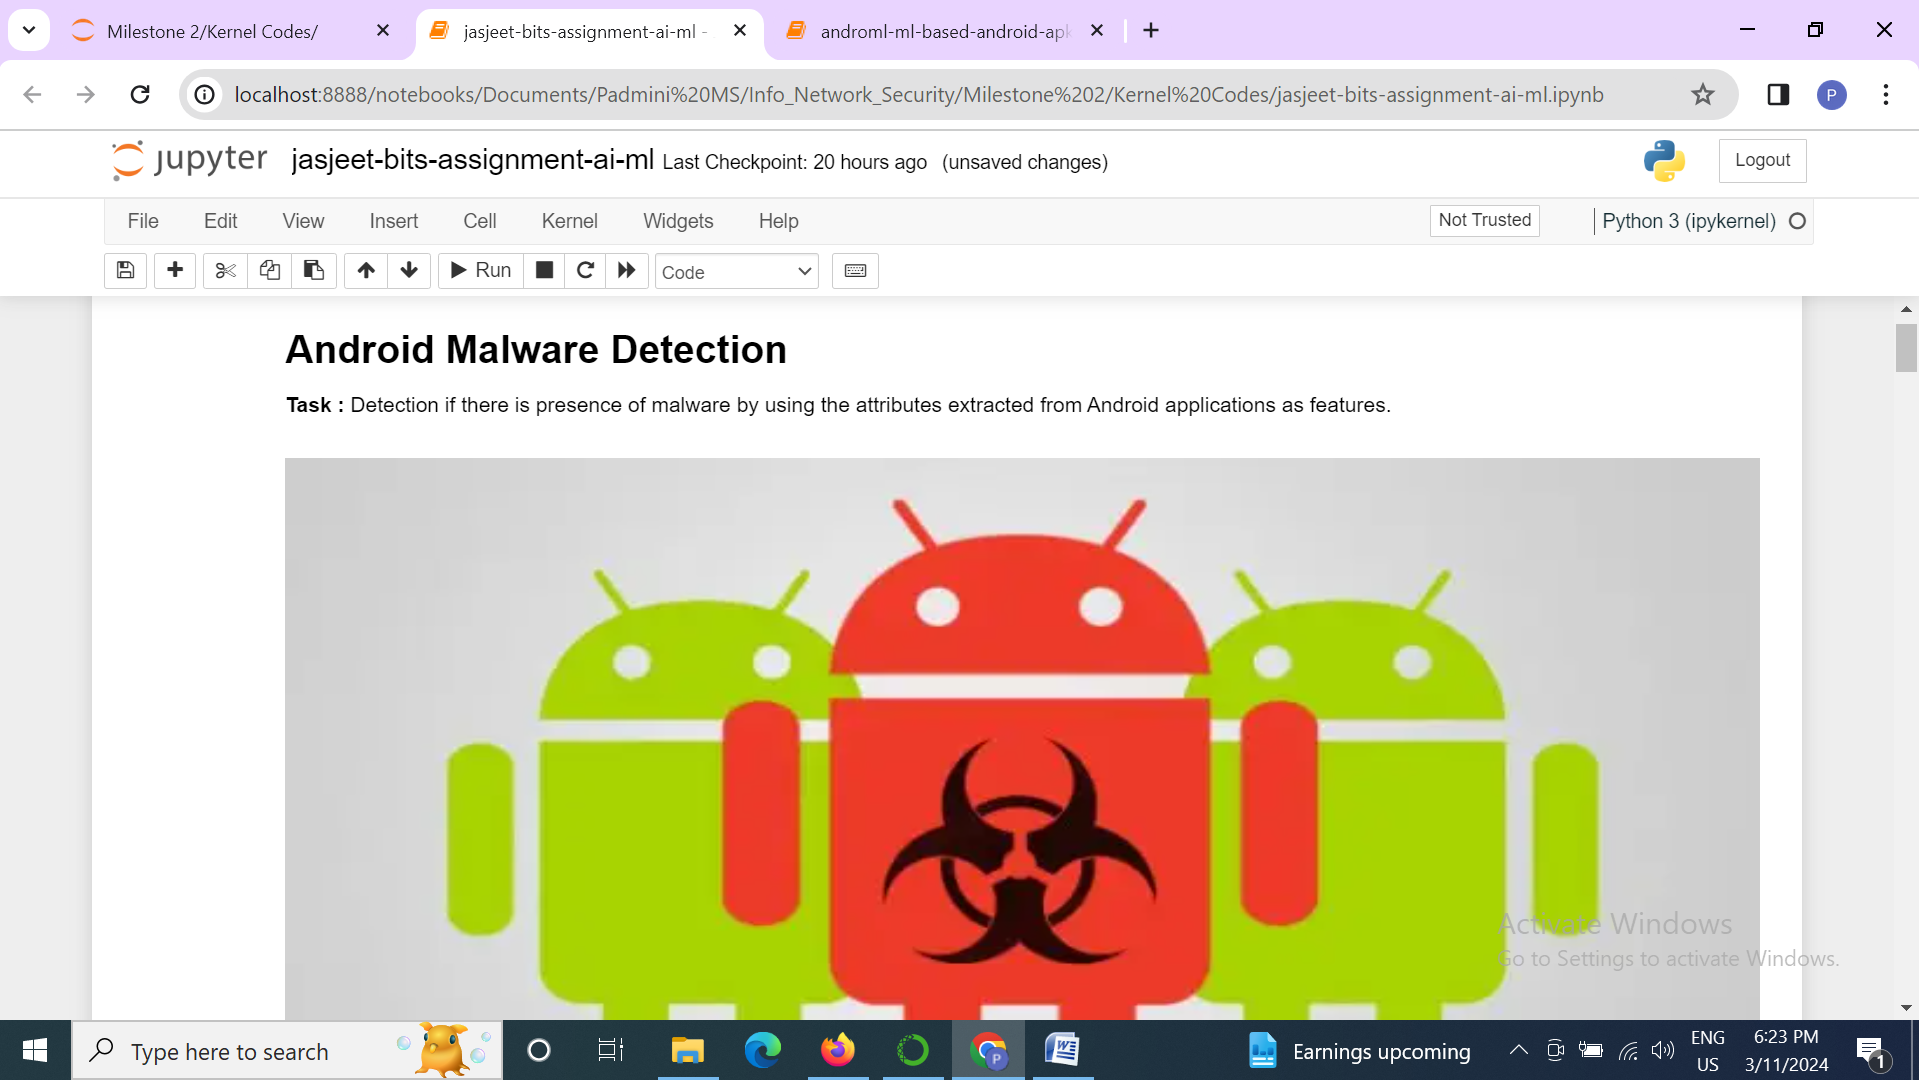 Milestone 2/Kernel Codes/
jasjeet-bits-assignment-ai-ml -
androml-ml-based-android-apk
localhost:8888/notebooks/Documents/Padmini%20MS/Info_Network_Security/Milestone%202/Kernel%20Codes/jasjeet-bits-assignment-ai-ml.ipynb
P
jupyter jasjeet-bits-assignment-ai-ml Last Checkpoint: 20 hours ago (unsaved changes)
Logout
File Edit View Insert Cell Kernel Widgets Help
Not Trusted
Python 3 (ipykernel)
Run
Code
Android Malware Detection
Task : Detection if there is presence of malware by using the attributes extracted from Android applications as features.
Activate Windows
Go to Settings to activate Windows.
Type here to search
P
W
Earnings upcoming
ENG
US
6:23 PM
3/11/2024
1